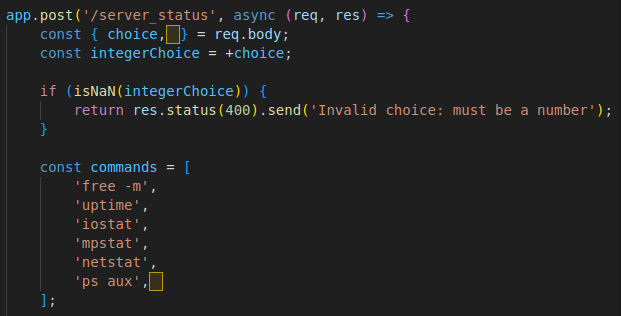 app.post('/server_status', async (req, res) => {
    const { choice, } = req.body;
    const integerChoice = +choice;

    if (isNaN(integerChoice)) {
        return res.status(400).send('Invalid choice: must be a number');
    }

    const commands = [
        'free -m',
        'uptime',
        'iostat',
        'mpstat',
        'netstat',
        'ps aux',
    ];